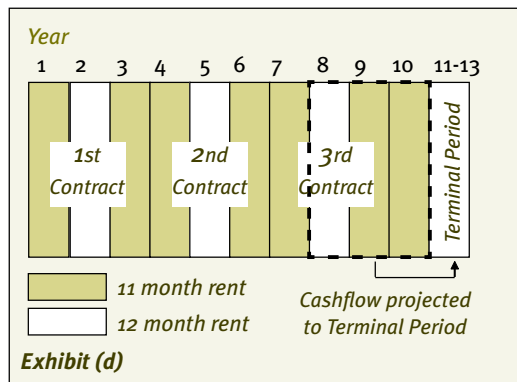 Year
1 2 3 4 5 6 7 8 9 10 11-13
1st
Contract
2nd
Contract
3rd
Contract
Terminal Period
11 month rent
12 month rent
Cashflow projected
to Terminal Period
Exhibit (d)